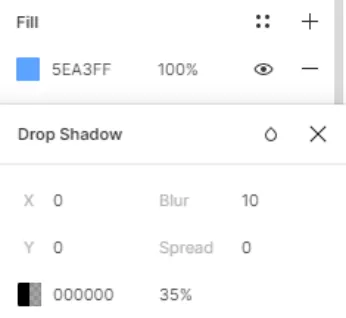 Fill
5EA3FF 100%
Drop Shadow
X 0 Blur 10
Y 0 Spread 0
000000 35%